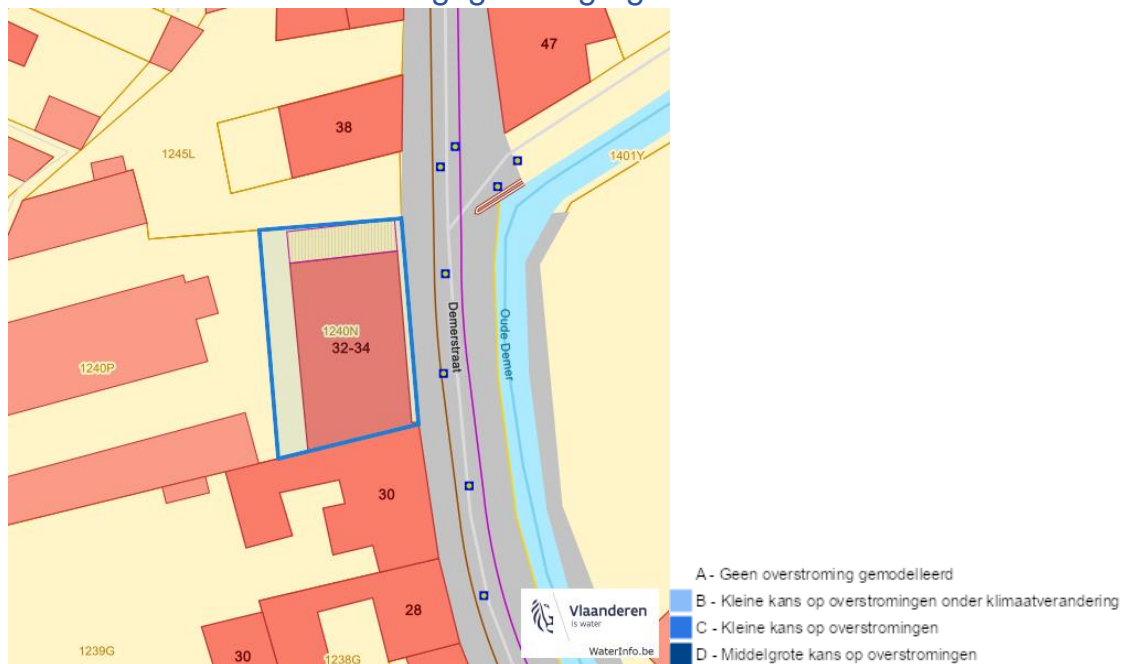 47
38
1245L
1401Y
Demerstraat
Oude Demer
1240N
32-34
1240P
30
28
1239G
30
1238G
Vlaanderen
is water
WaterInfo.be
A - Geen overstroming gemodelleerd
B - Kleine kans op overstromingen onder klimaatverandering
C - Kleine kans op overstromingen
D - Middelgrote kans op overstromingen